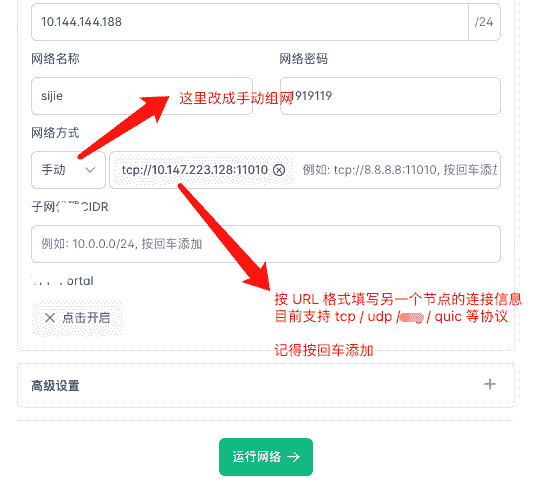 10.144.144.188 /24
网络名称 网络密码
sijie 1919119
这里改成手动组网
网络方式
手动 tcp://10.147.223.128:11010 例如: tcp://8.8.8.8:11010, 按回车添加
子网 CIDR
例如: 10.0.0.0/24, 按回车添加
ortal
按 URL 格式填写另一个节点的连接信息
点击开启
目前支持 tcp / udp / / quic 等协议
记得按回车添加
高级设置
运行网络 →